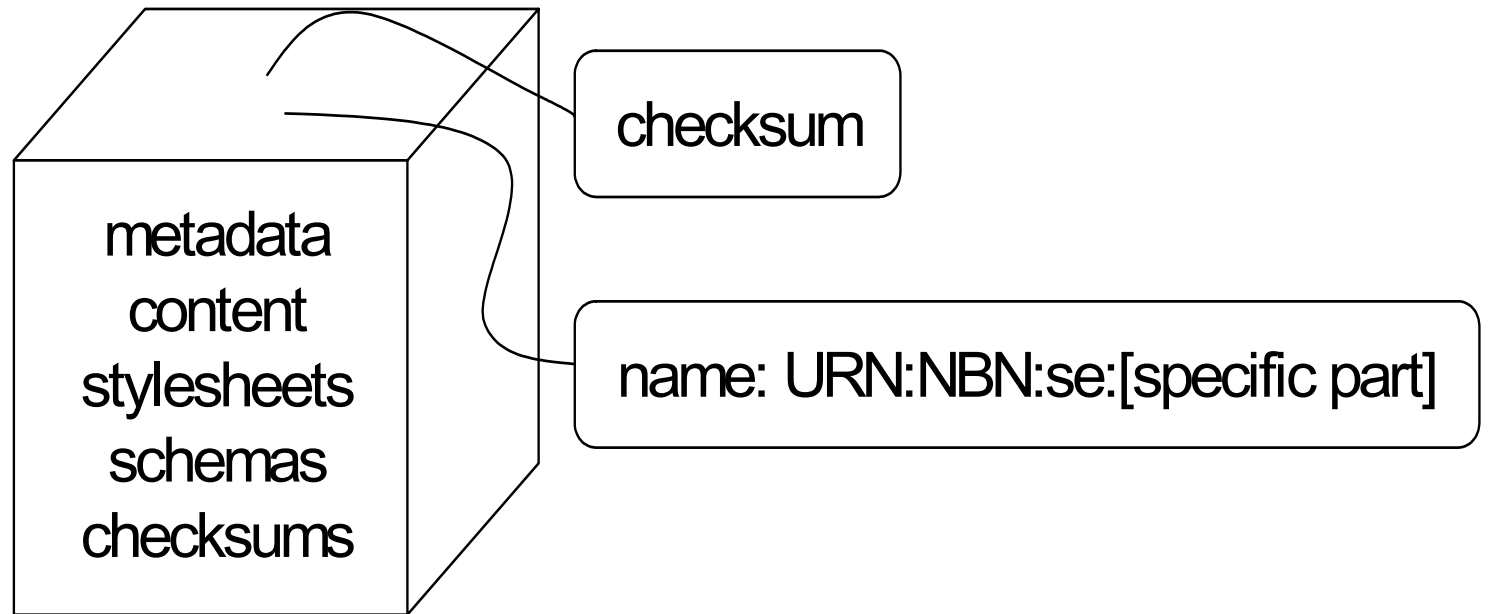 metadata
content
stylesheets
schemas
checksums
checksum
name: URN:NBN:se:[specific part]